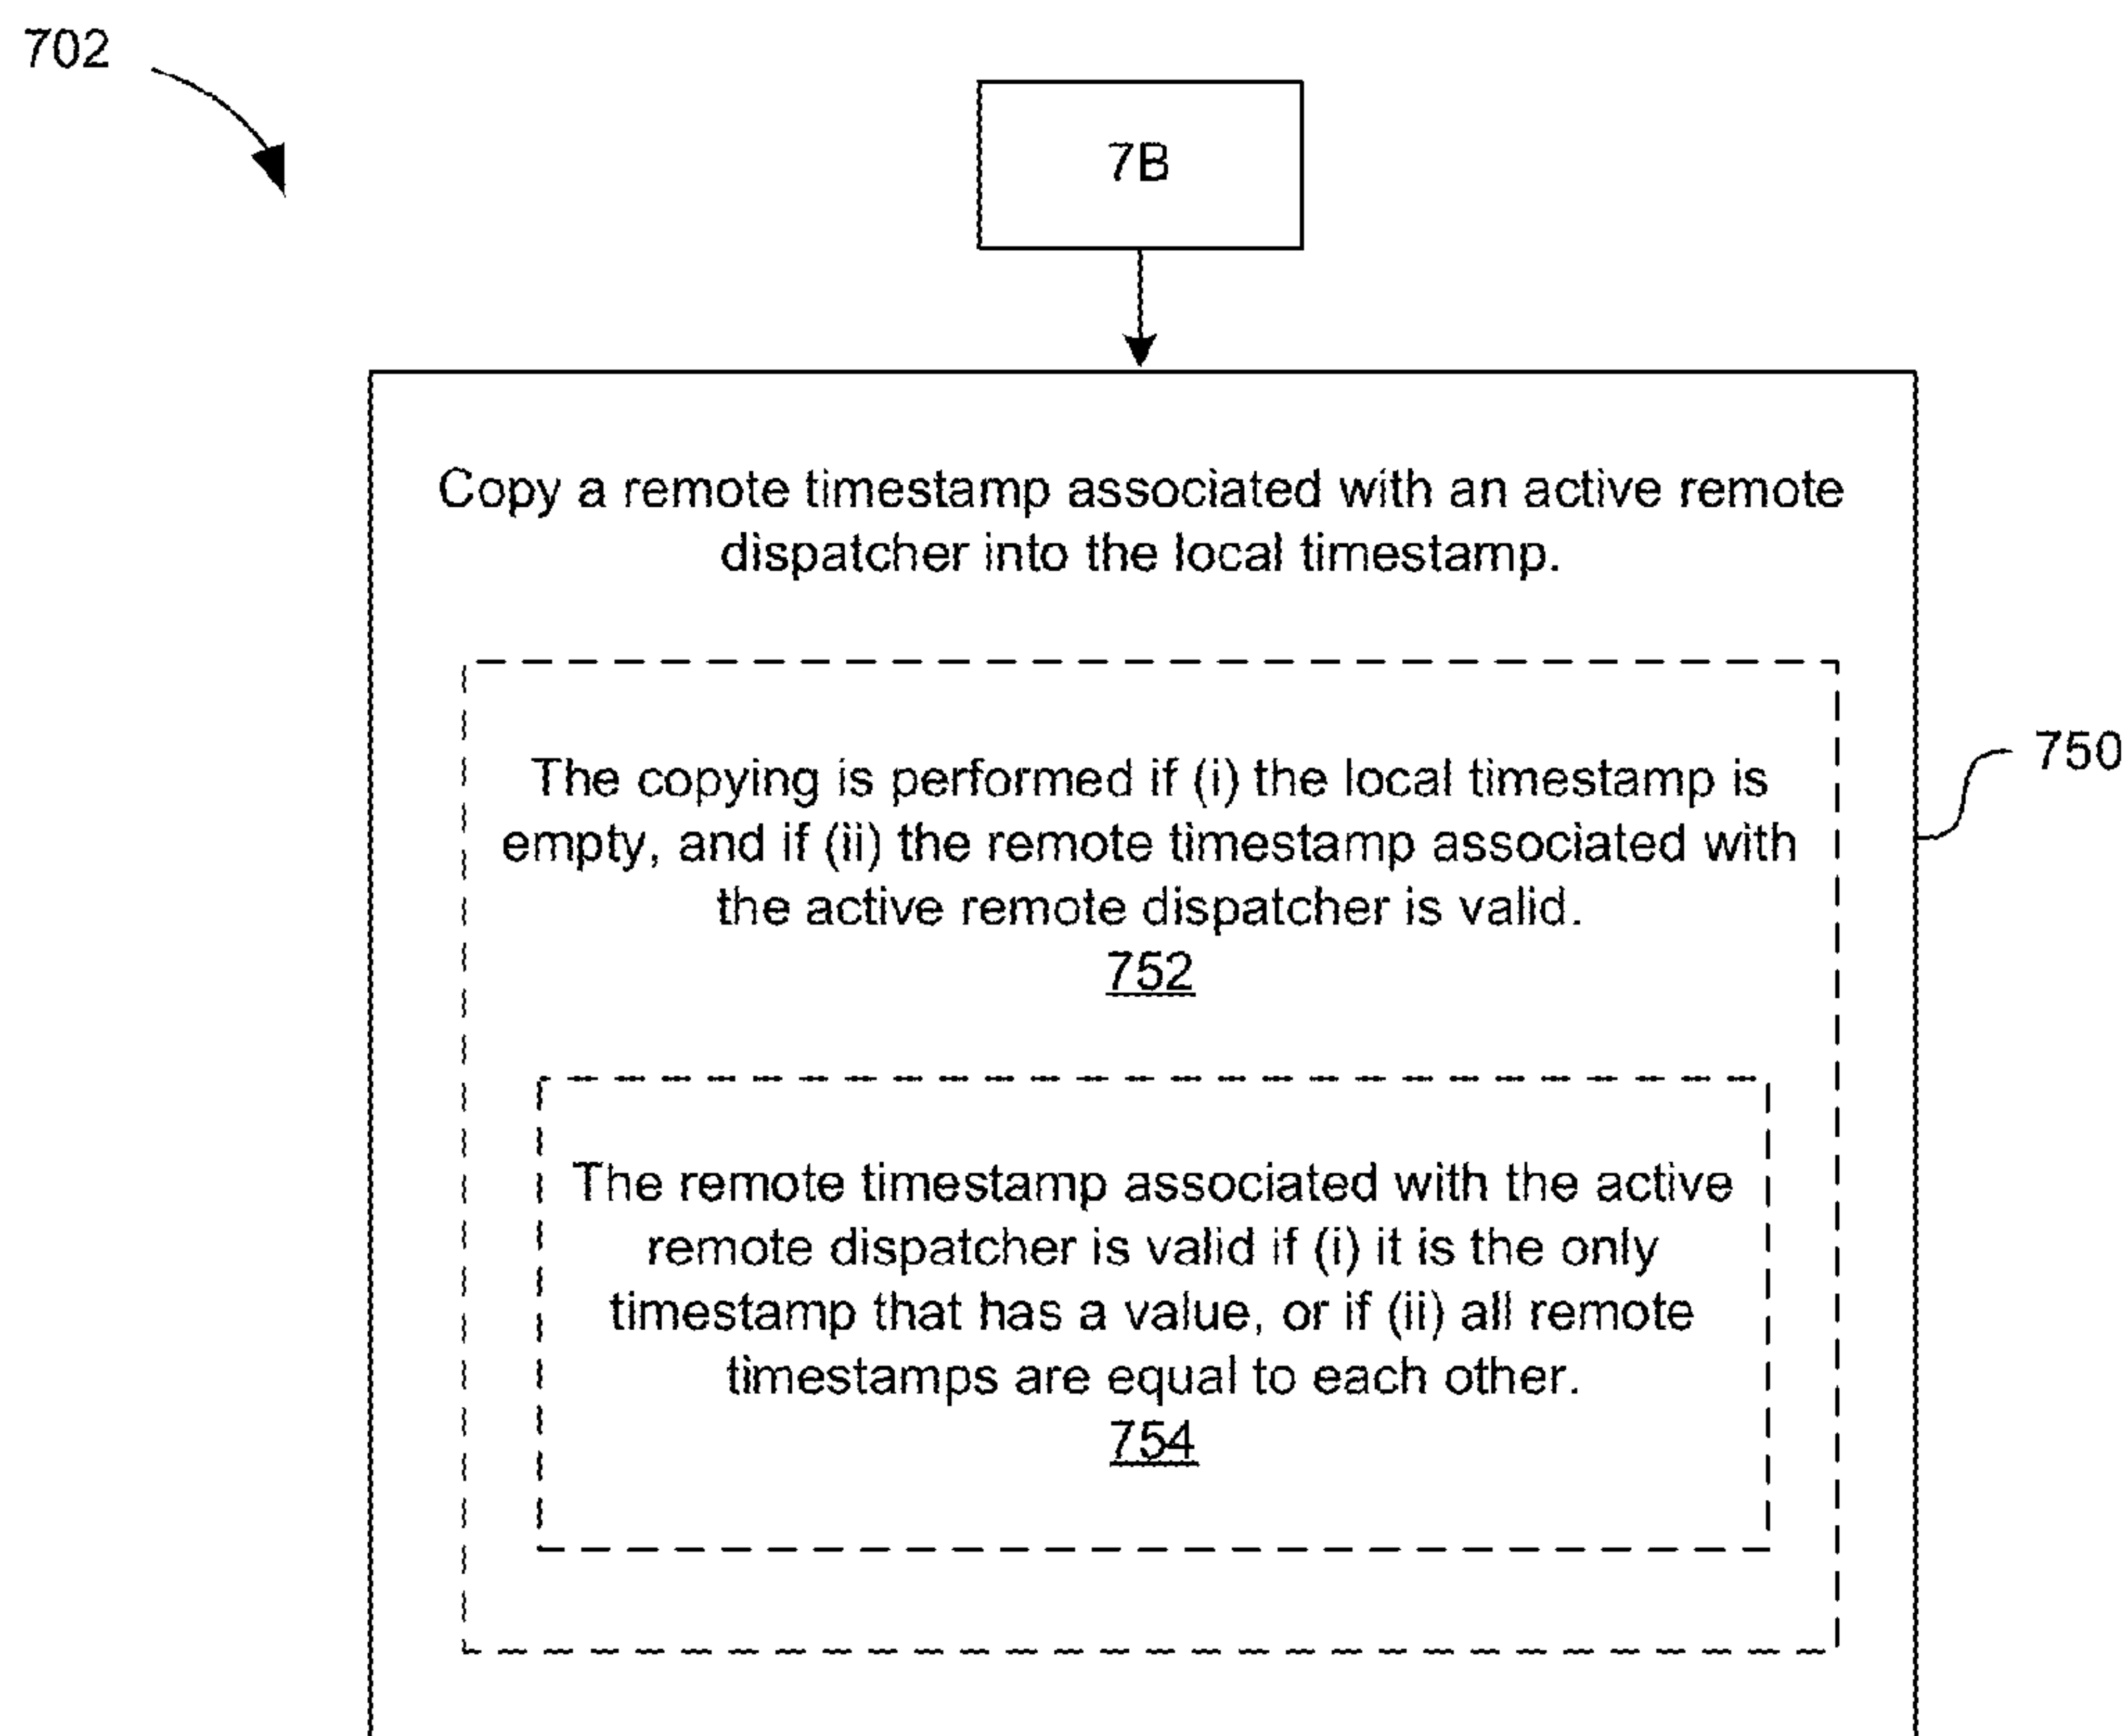 702
7B
Copy a remote timestamp associated with an active remote
dispatcher into the local timestamp.
The copying is performed if (i) the local timestamp is
empty, and if (ii) the remote timestamp associated with
the active remote dispatcher is valid.
752
750
The remote timestamp associated with the active
remote dispatcher is valid if (i) it is the only
timestamp that has a value, or if (ii) all remote
timestamps are equal to each other.
754